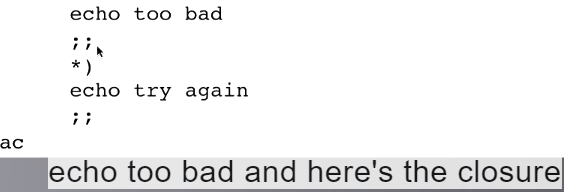 echo too bad
;;
*)
echo try again
;;
ac
echo too bad and here's the closure